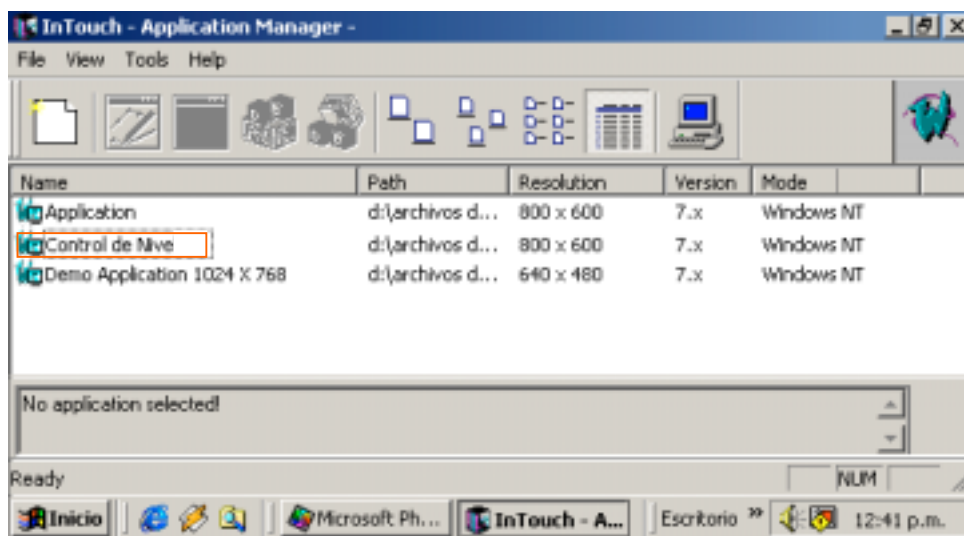 InTouch - Application Manager -
File View Tools Help
Name Path Resolution Version Mode
Application d:\archivos d... 800 x 600 7.x Windows NT
Control de Nive d:\archivos d... 800 x 600 7.x Windows NT
Demo Application 1024 X 768 d:\archivos d... 640 x 480 7.x Windows NT
No application selected!
Ready NUM
Inicio Microsoft Ph... InTouch - A... Escritorio » 12:41 p.m.